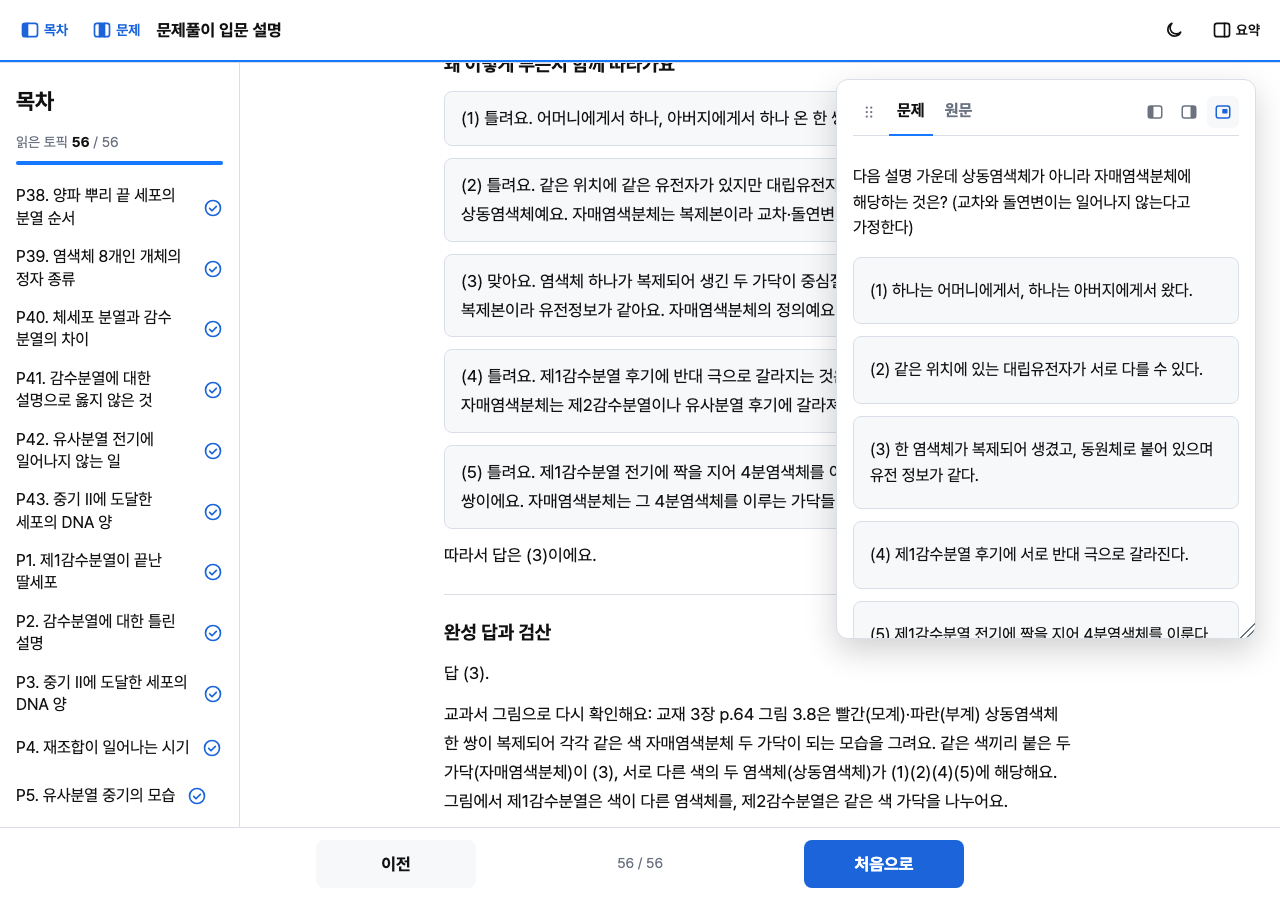 목차
문제
문제풀이 입문 설명
요약
목차
읽은 토픽 56 / 56
P38. 양파 뿌리 끝 세포의
분열 순서
P39. 염색체 8개인 개체의
정자 종류
P40. 체세포 분열과 감수
분열의 차이
P41. 감수분열에 대한
설명으로 옳지 않은 것
P42. 유사분열 전기에
일어나지 않는 일
P43. 중기 II에 도달한
세포의 DNA 양
P1. 제1감수분열이 끝난
딸세포
P2. 감수분열에 대한 틀린
설명
P3. 중기 II에 도달한 세포의
DNA 양
P4. 재조합이 일어나는 시기
P5. 유사분열 중기의 모습
왜 이렇게 푸는지 함께 따라가요
(1) 틀려요. 어머니에게서 하나, 아버지에게서 하나 온 한
(2) 틀려요. 같은 위치에 같은 유전자가 있지만 대립유전자
상동염색체예요. 자매염색분체는 복제본이라 교차·돌연변
(3) 맞아요. 염색체 하나가 복제되어 생긴 두 가닥이
복제본이라 유전정보가 같아요. 자매염색분체의 정의예요
(4) 틀려요. 제1감수분열 후기에 반대 극으로 갈라지는
자매염색분체는 제2감수분열이나 유사분열 후기에 갈라져
(5) 틀려요. 제1감수분열 전기에 짝을 지어 4분염색체를
쌍이에요. 자매염색분체는 그 4분염색체를 이루는 가닥들
따라서 답은 (3)이에요.
완성 답과 검산
답 (3).
교과서 그림으로 다시 확인해요: 교재 3장 p.64 그림 3.8은 빨간(모계)·파란(부계) 상동염색체
한 쌍이 복제되어 각각 같은 색 자매염색분체 두 가닥이 되는 모습을 그려요. 같은 색끼리 붙은 두
가닥(자매염색분체)이 (3), 서로 다른 색의 두 염색체(상동염색체)가 (1)(2)(4)(5)에 해당해요.
그림에서 제1감수분열은 색이 다른 염색체를, 제2감수분열은 같은 색 가닥을 나누어요.
문제
원문
다음 설명 가운데 상동염색체가 아니라 자매염색분체에
해당하는 것은? (교차와 돌연변이는 일어나지 않는다고
가정한다)
(1) 하나는 어머니에게서, 하나는 아버지에게서 왔다.
(2) 같은 위치에 있는 대립유전자가 서로 다를 수 있다.
(3) 한 염색체가 복제되어 생겼고, 동원체로 붙어 있으며
유전 정보가 같다.
(4) 제1감수분열 후기에 서로 반대 극으로 갈라진다.
(5) 제1감수분열 전기에 짝을 지어 4분염색체를 이룬다
이전
56 / 56
처음으로